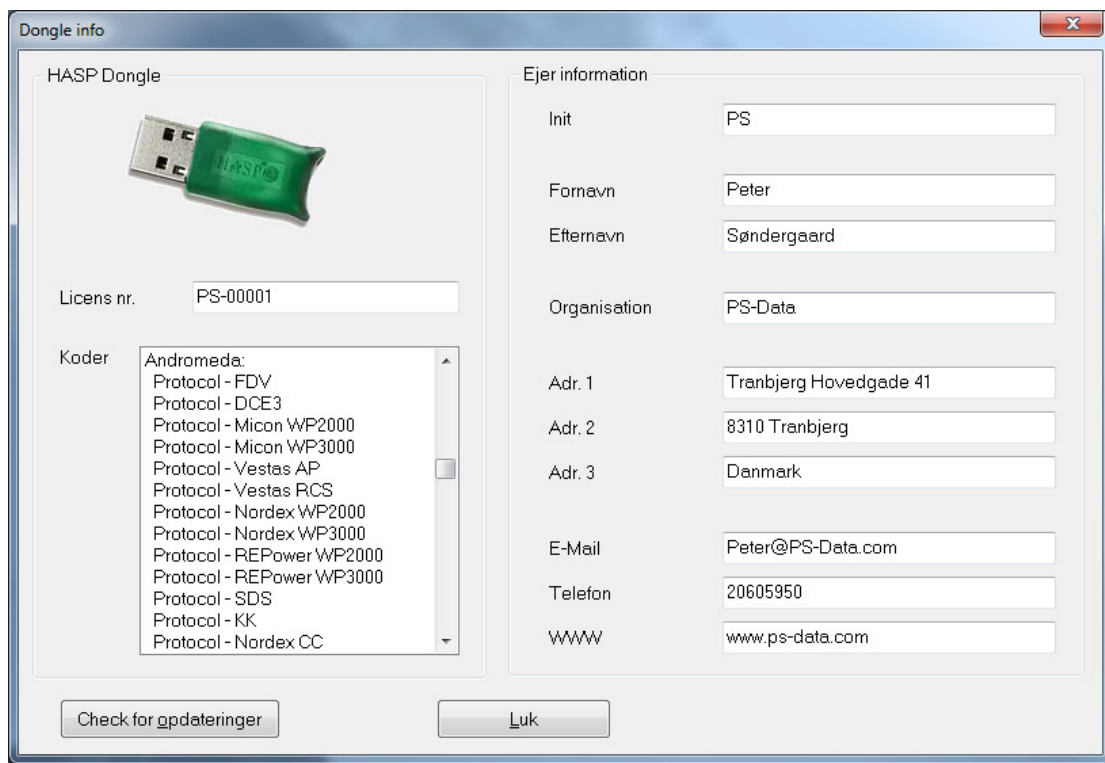 Dongle info
HASP Dongle
HASP
Licens nr.
PS-00001
Koder
Andromeda:
Protocol - FDV
Protocol - DCE3
Protocol - Micon WP2000
Protocol - Micon WP3000
Protocol - Vestas AP
Protocol - Vestas RCS
Protocol - Nordex WP2000
Protocol - Nordex WP3000
Protocol - REPower WP2000
Protocol - REPower WP3000
Protocol - SDS
Protocol - KK
Protocol - Nordex CC
Ejer information
Init PS
Fornavn Peter
Efternavn Søndergaard
Organisation PS-Data
Adr. 1 Tranbjerg Hovedgade 41
Adr. 2 8310 Tranbjerg
Adr. 3 Danmark
E-Mail Peter@PS-Data.com
Telefon 20605950
WWW www.ps-data.com
Check for opdateringer
Luk